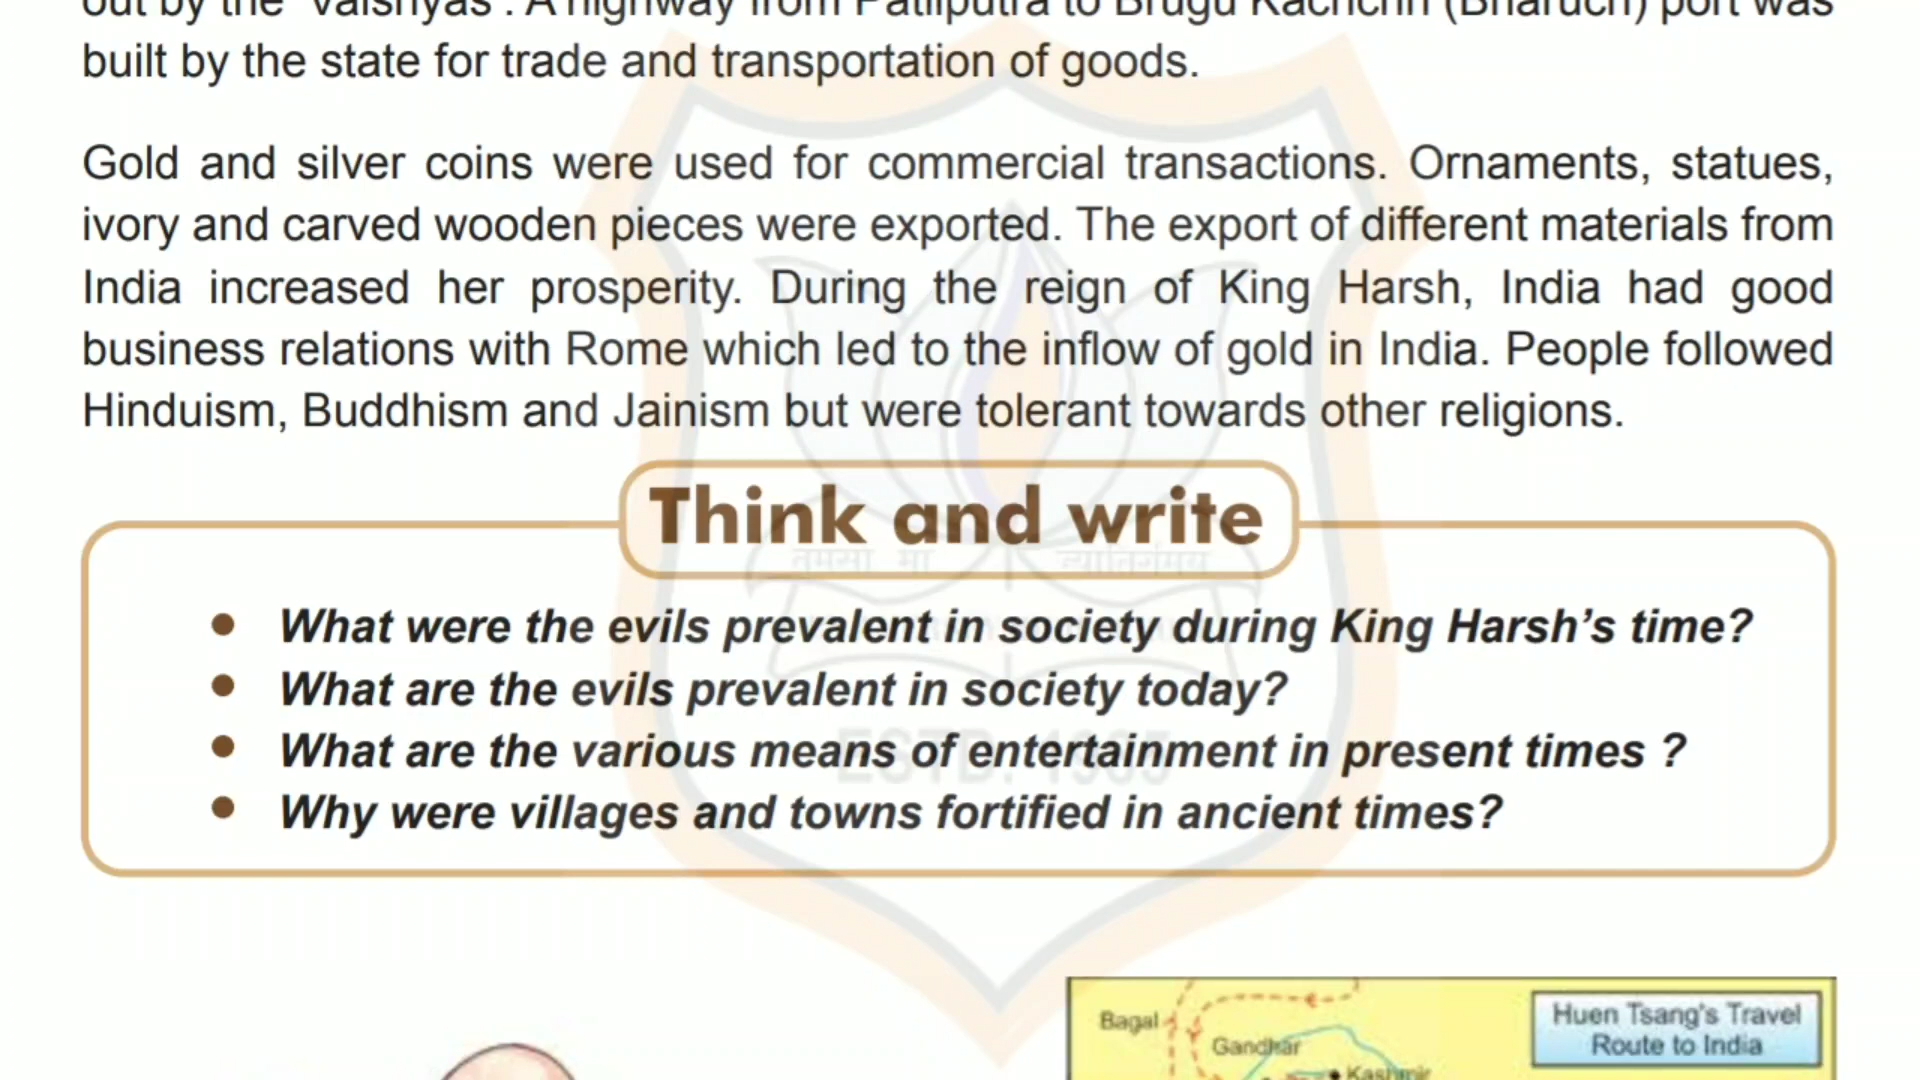 built by the state for trade and transportation of goods.
Gold and silver coins were used for commercial transactions. Ornaments, statues,
ivory and carved wooden pieces were exported. The export of different materials from
India increased her prosperity. During the reign of King Harsh, India had good
business relations with Rome which led to the inflow of gold in India. People followed
Hinduism, Buddhism and Jainism but were tolerant towards other religions.
Think and write
तमसो मा ज्योतिर्गमय
• What were the evils prevalent in society during King Harsh's time?
• What are the evils prevalent in society today?
• What are the various means of entertainment in present times ?
ESTD. 1985
• Why were villages and towns fortified in ancient times?
Huen Tsang's Travel
Route to India
Bagal
Gandhar
Kashmir